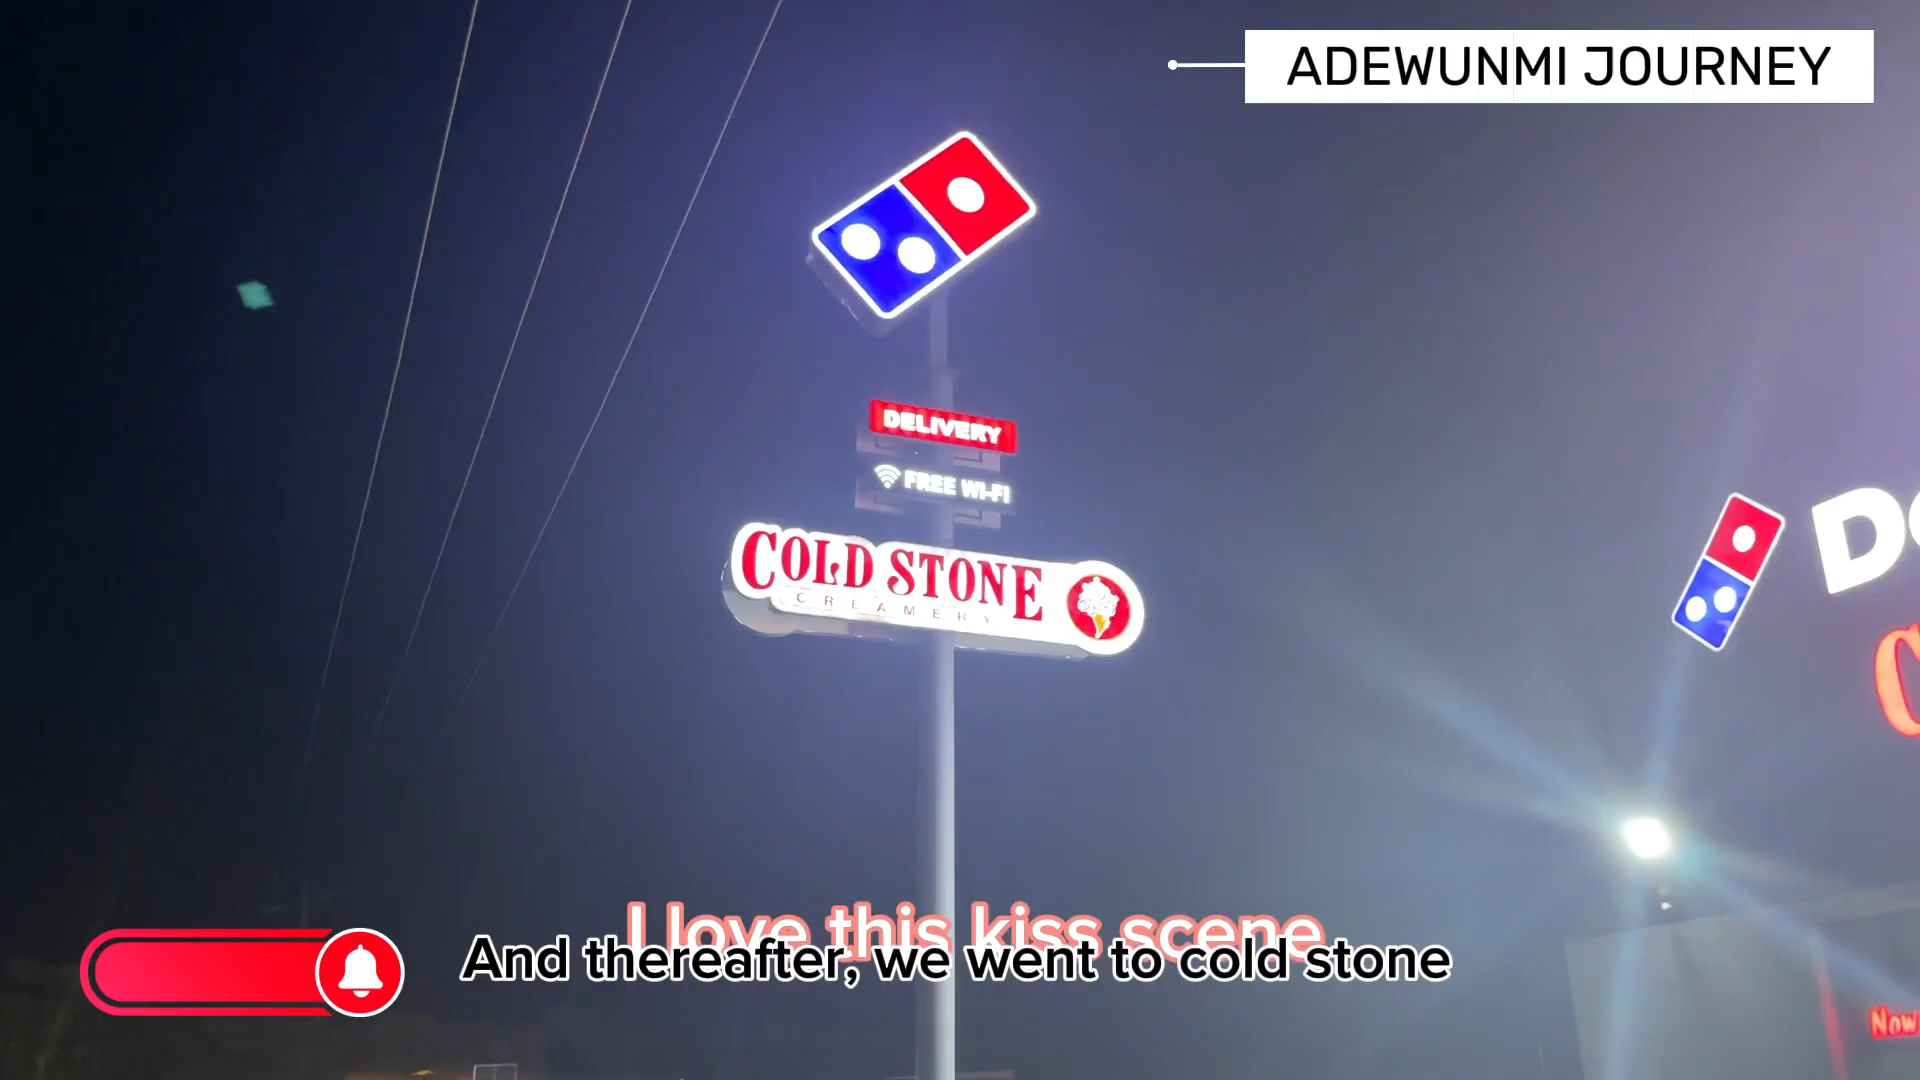 ADEWUNMI JOURNEY
DELIVERY
FREE WI-FI
COLD STONE
CREAMERY
Now
I love this kiss scene
And thereafter, we went to cold stone